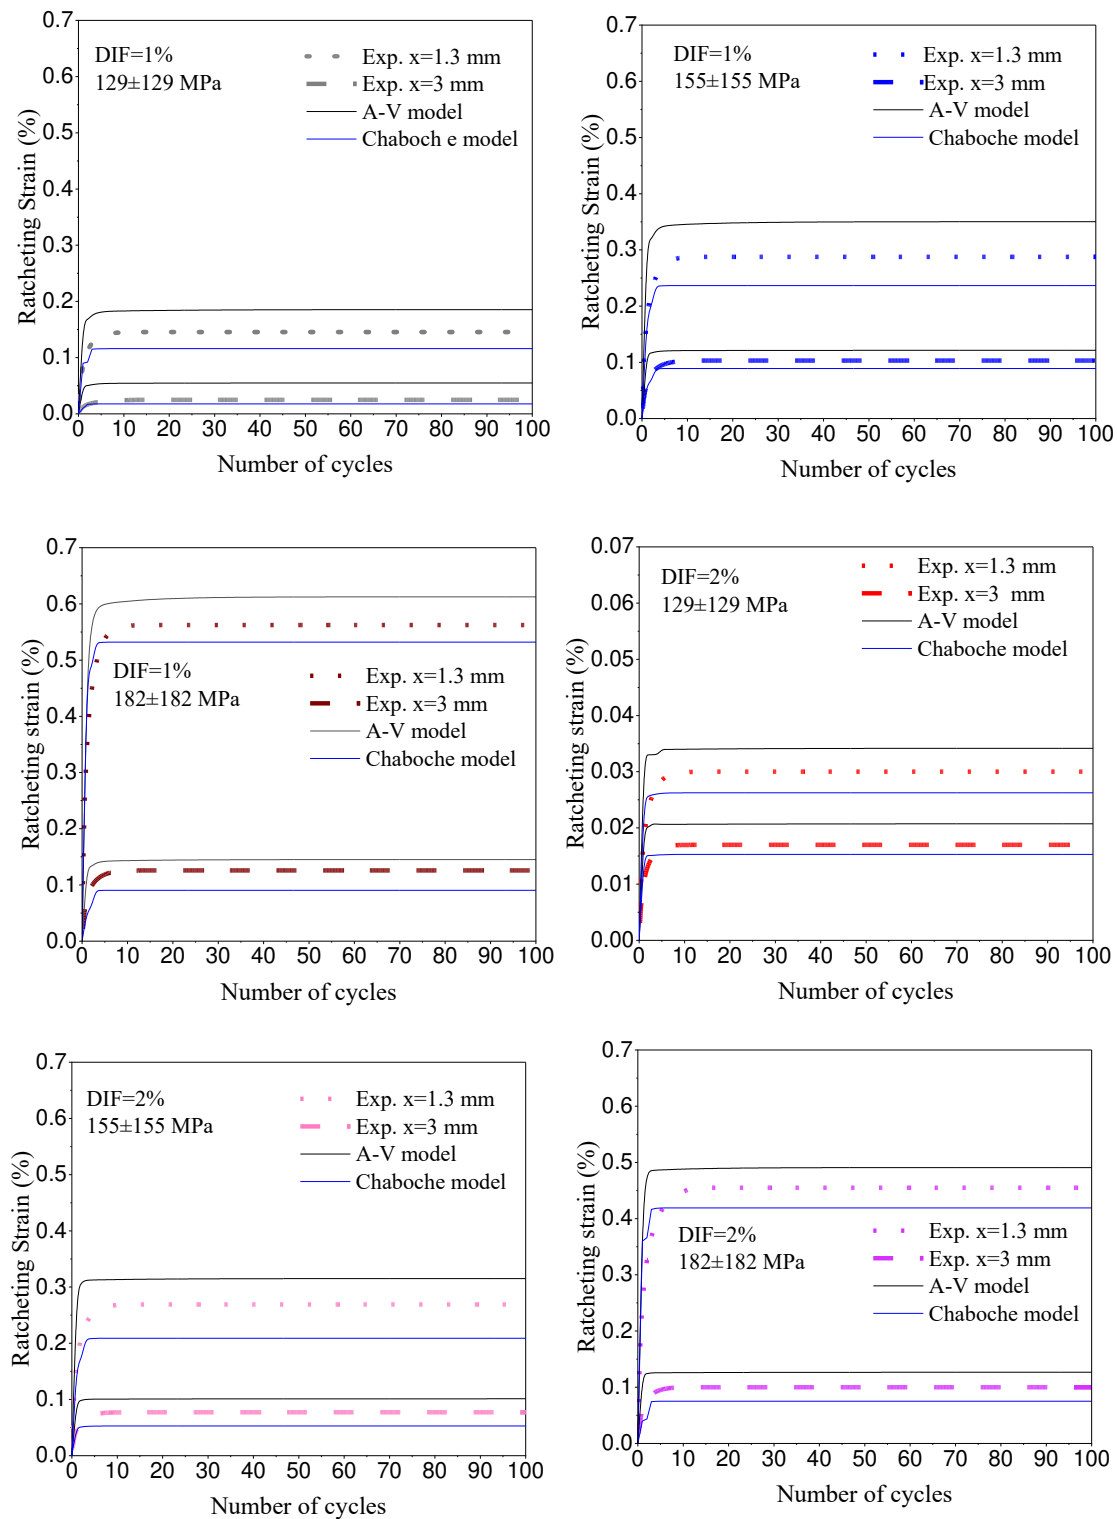 DIF=1%
129±129 MPa
Exp. x=1.3 mm
Exp. x=3 mm
A-V model
Chaboch e model
Ratcheting Strain (%)
0.7
0.6
0.5
0.4
0.3
0.2
0.1
0.0
0 10 20 30 40 50 60 70 80 90 100
Number of cycles
DIF=1%
155±155 MPa
Exp. x=1.3 mm
Exp. x=3 mm
A-V model
Chaboche model
Ratcheting Strain (%)
0.7
0.6
0.5
0.4
0.3
0.2
0.1
0.0
0 10 20 30 40 50 60 70 80 90 100
Number of cycles
DIF=1%
182±182 MPa
Exp. x=1.3 mm
Exp. x=3 mm
A-V model
Chaboche model
Ratcheting strain (%)
0.7
0.6
0.5
0.4
0.3
0.2
0.1
0.0
0 10 20 30 40 50 60 70 80 90 100
Number of cycles
DIF=2%
129±129 MPa
Exp. x=1.3 mm
Exp. x=3 mm
A-V model
Chaboche model
Ratcheting strain (%)
0.07
0.06
0.05
0.04
0.03
0.02
0.01
0.00
0 10 20 30 40 50 60 70 80 90 100
Number of cycles
DIF=2%
155±155 MPa
Exp. x=1.3 mm
Exp. x=3 mm
A-V model
Chaboche model
Ratcheting Strain (%)
0.7
0.6
0.5
0.4
0.3
0.2
0.1
0.0
0 10 20 30 40 50 60 70 80 90 100
Number of cycles
DIF=2%
182±182 MPa
Exp. x=1.3 mm
Exp. x=3 mm
A-V model
Chaboche model
Ratcheting strain (%)
0.7
0.6
0.5
0.4
0.3
0.2
0.1
0.0
0 10 20 30 40 50 60 70 80 90 100
Number of cycles